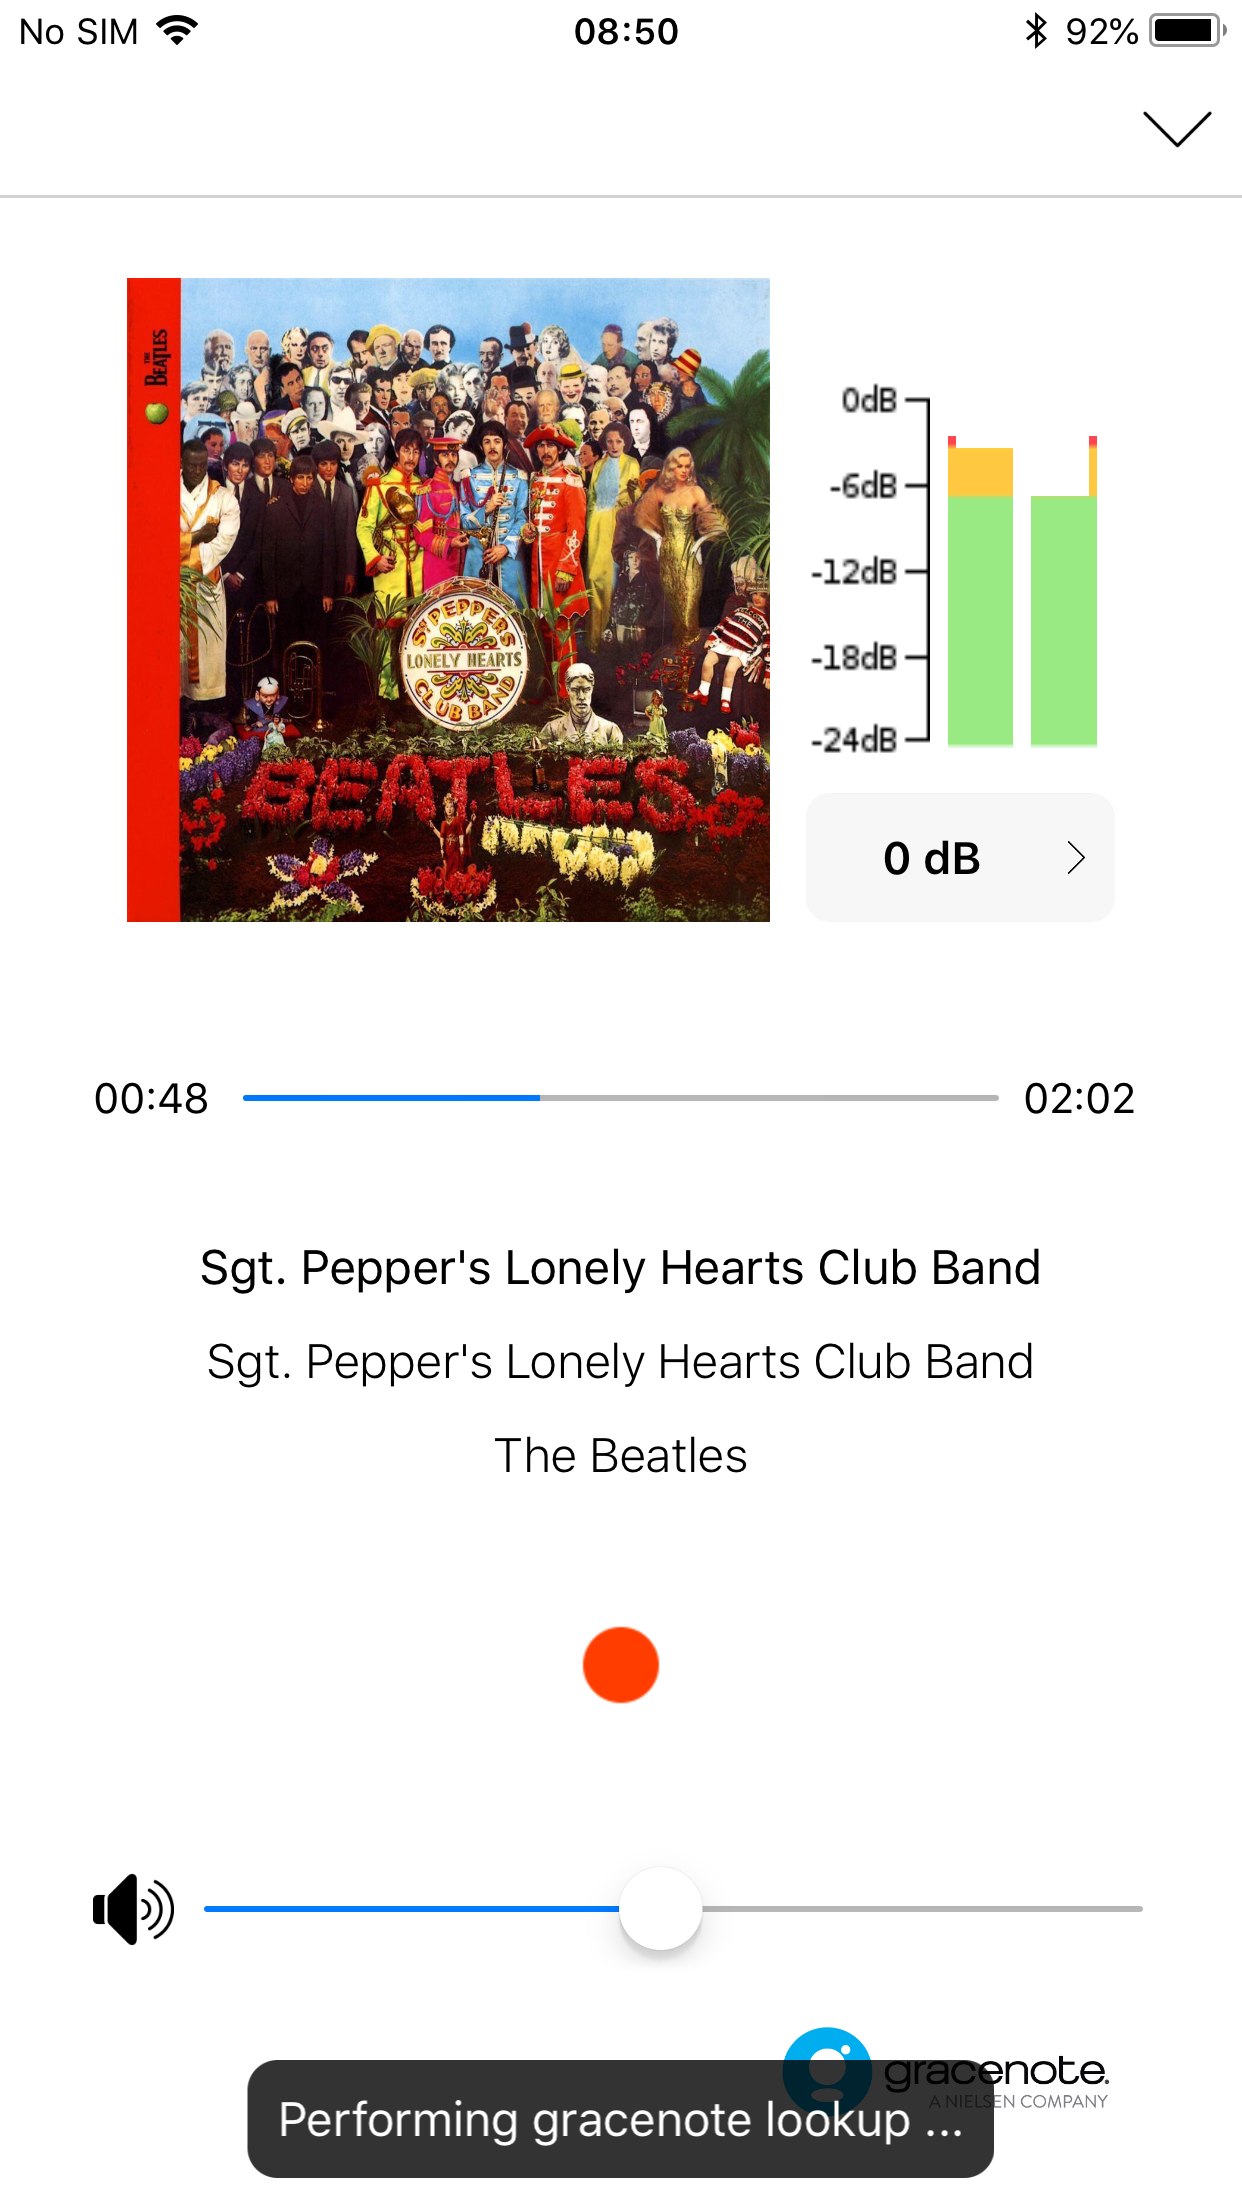 No SIM 08:50 92%
THE BEATLES
0dB
-6dB
-12dB
-18dB
-24dB
SGT PEPPERS
LONELY HEARTS
CLUB BAND
BEATLES
0 dB
00:48 02:02
Sgt. Pepper's Lonely Hearts Club Band
Sgt. Pepper's Lonely Hearts Club Band
The Beatles
gracenote.
A NIELSEN COMPANY
Performing gracenote lookup ...